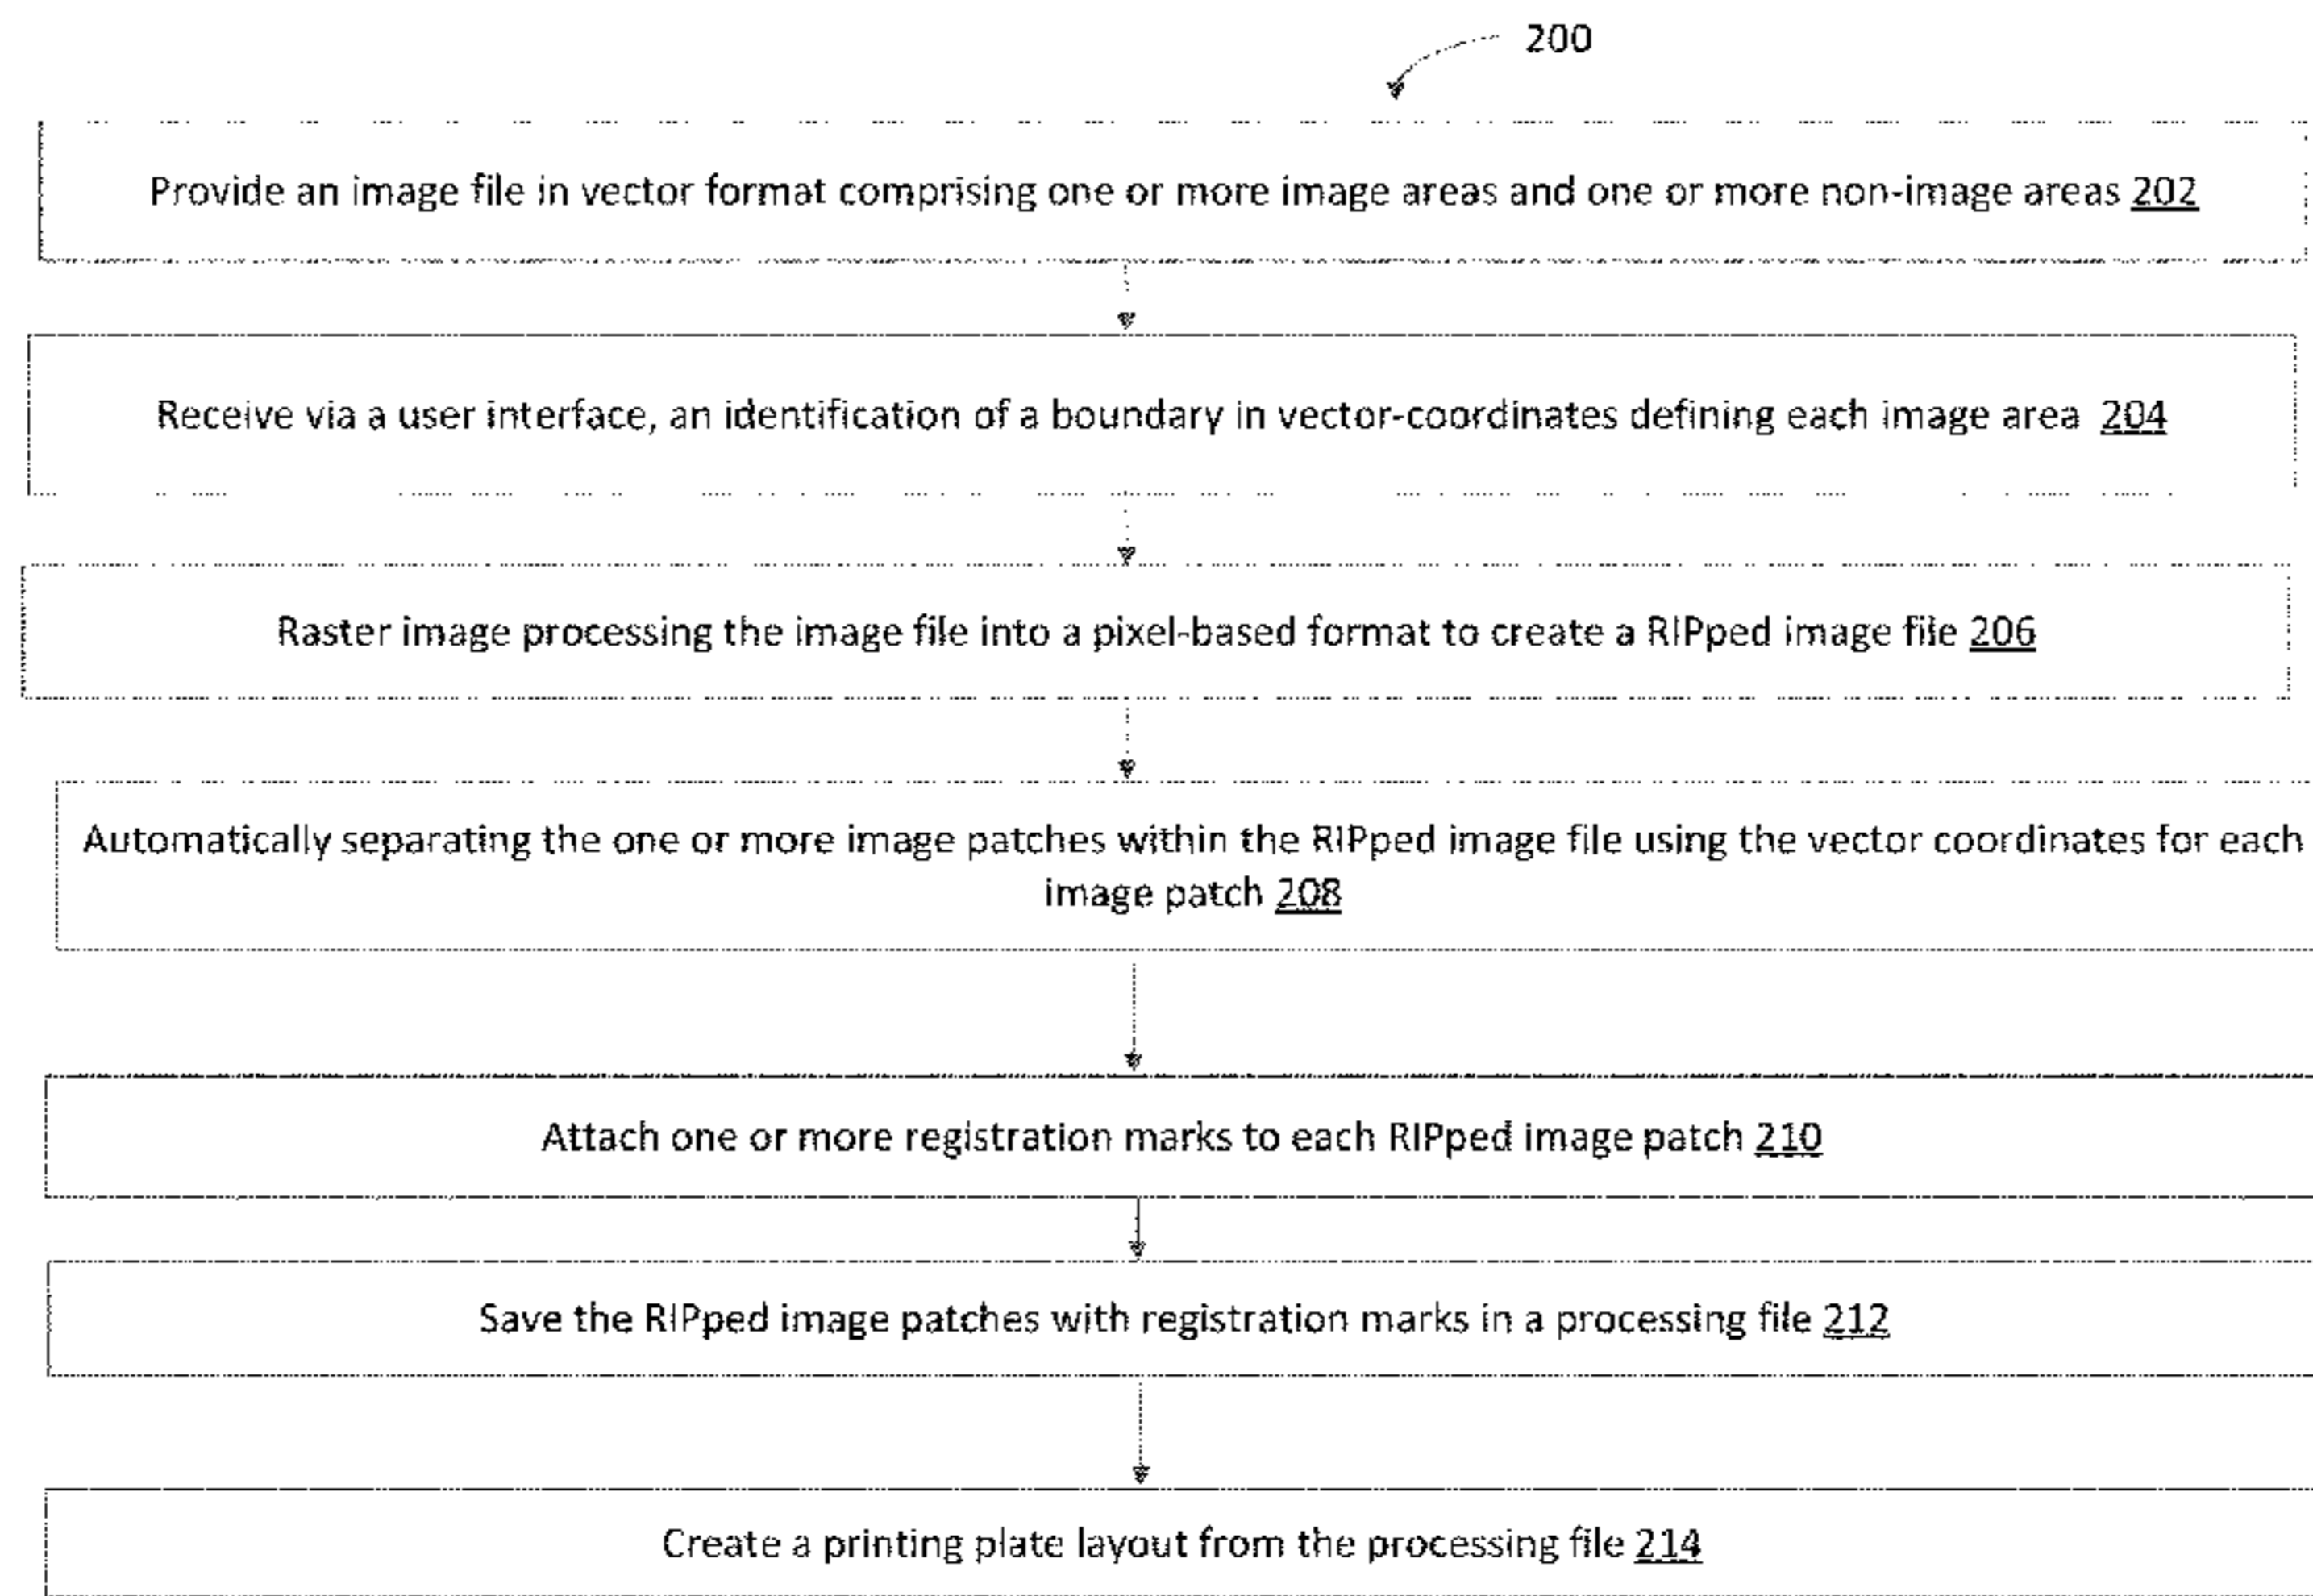 200
Provide an image file in vector format comprising one or more image areas and one or more non-image areas 202
Receive via a user interface, an identification of a boundary in vector-coordinates defining each image area 204
Raster image processing the image file into a pixel-based format to create a RIPped image file 206
Automatically separating the one or more image patches within the RIPped image file using the vector coordinates for each
image patch 208
Attach one or more registration marks to each RIPped image patch 210
Save the RIPped image patches with registration marks in a processing file 212
Create a printing plate layout from the processing file 214